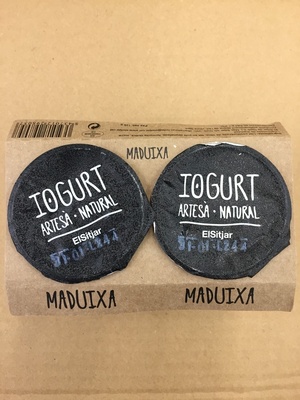 MADUIXA
IOGURT
ARTESÀ · NATURAL
ElSitjar
IOGURT
ARTESÀ · NATURAL
ElSitjar
MADUIXA
MADUIXA